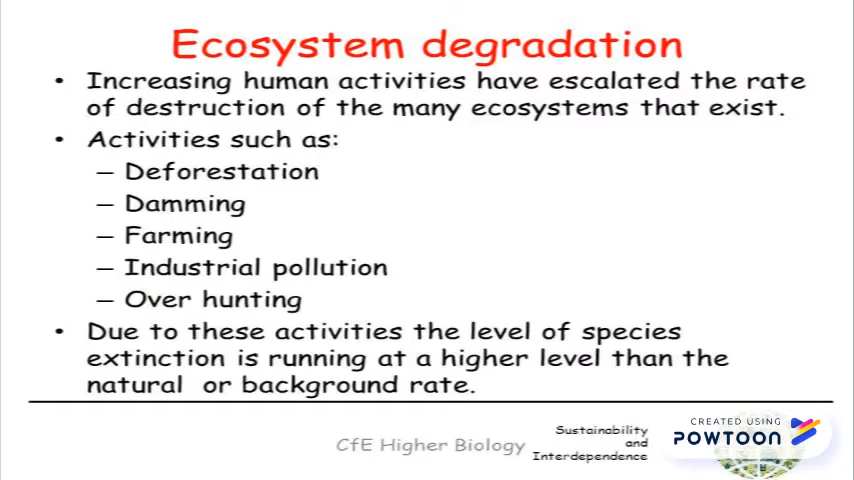 Ecosystem degradation
• Increasing human activities have escalated the rate
of destruction of the many ecosystems that exist.
• Activities such as:
– Deforestation
– Damming
– Farming
– Industrial pollution
– Over hunting
• Due to these activities the level of species
extinction is running at a higher level than the
natural or background rate.
CfE Higher Biology
Sustainability
and
Interdependence
CREATED USING
POWTOON